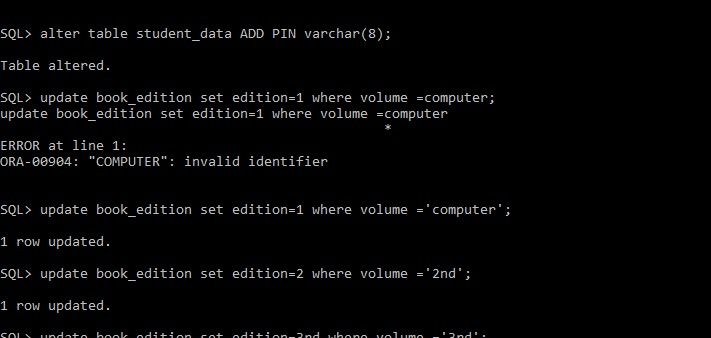 SQL> alter table student_data ADD PIN varchar(8);
Table altered.
SQL> update book_edition set edition=1 where volume =computer;
update book_edition set edition=1 where volume =computer
*
ERROR at line 1:
ORA-00904: "COMPUTER": invalid identifier
SQL> update book_edition set edition=1 where volume ='computer';
1 row updated.
SQL> update book_edition set edition=2 where volume ='2nd';
1 row updated.
SQL> update book_edition set edition=3nd where volume ='3nd';